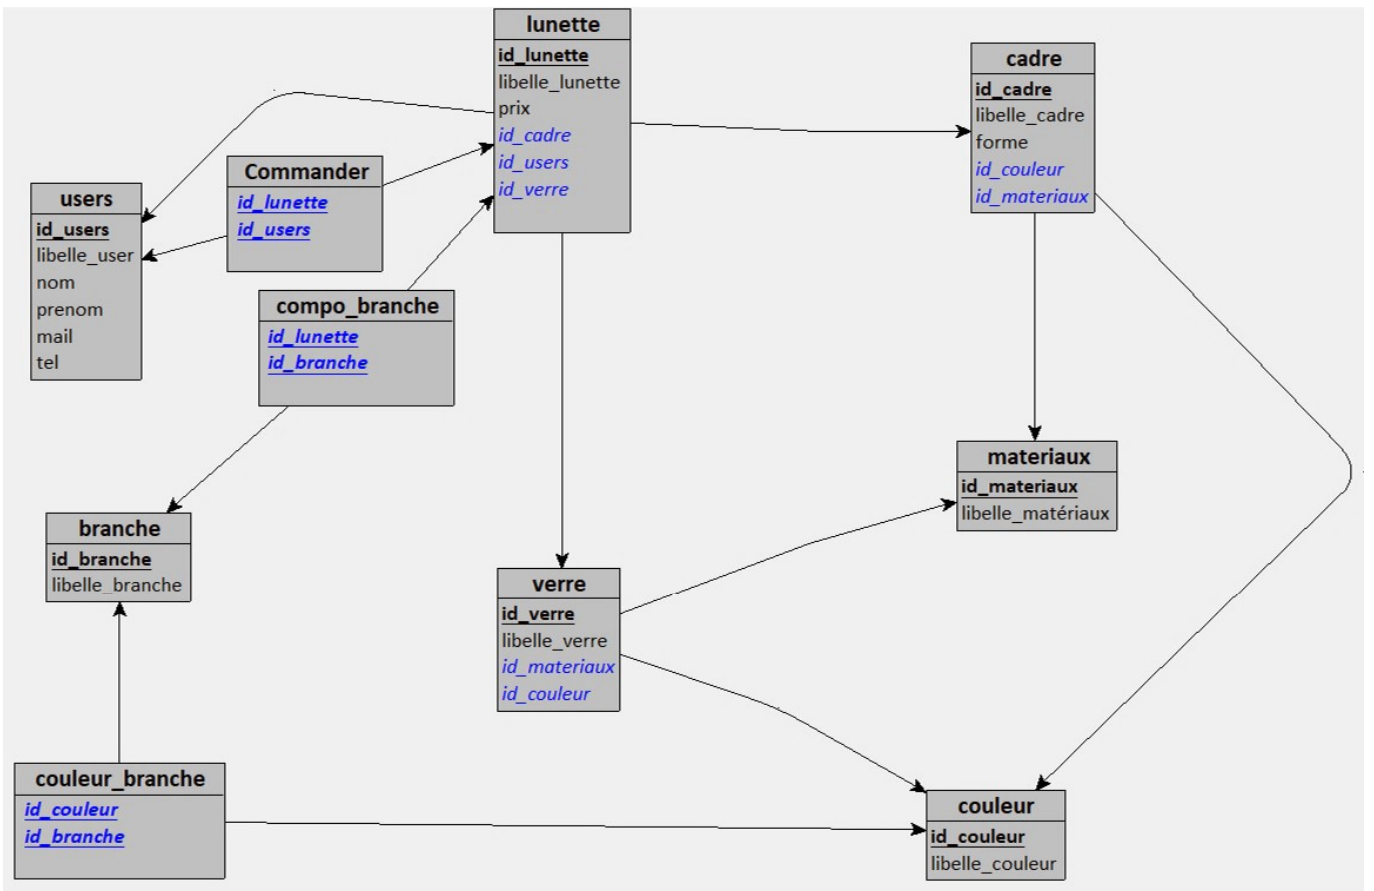 lunette
id_lunette
libelle_lunette
prix
id_cadre
id_users
id_verre
cadre
id_cadre
libelle_cadre
forme
id_couleur
id_materiaux
Commander
id_lunette
id_users
users
id_users
libelle_user
nom
prenom
mail
tel
compo_branche
id_lunette
id_branche
materiaux
id_materiaux
libelle_matériaux
branche
id_branche
libelle_branche
verre
id_verre
libelle_verre
id_materiaux
id_couleur
couleur_branche
id_couleur
id_branche
couleur
id_couleur
libelle_couleur